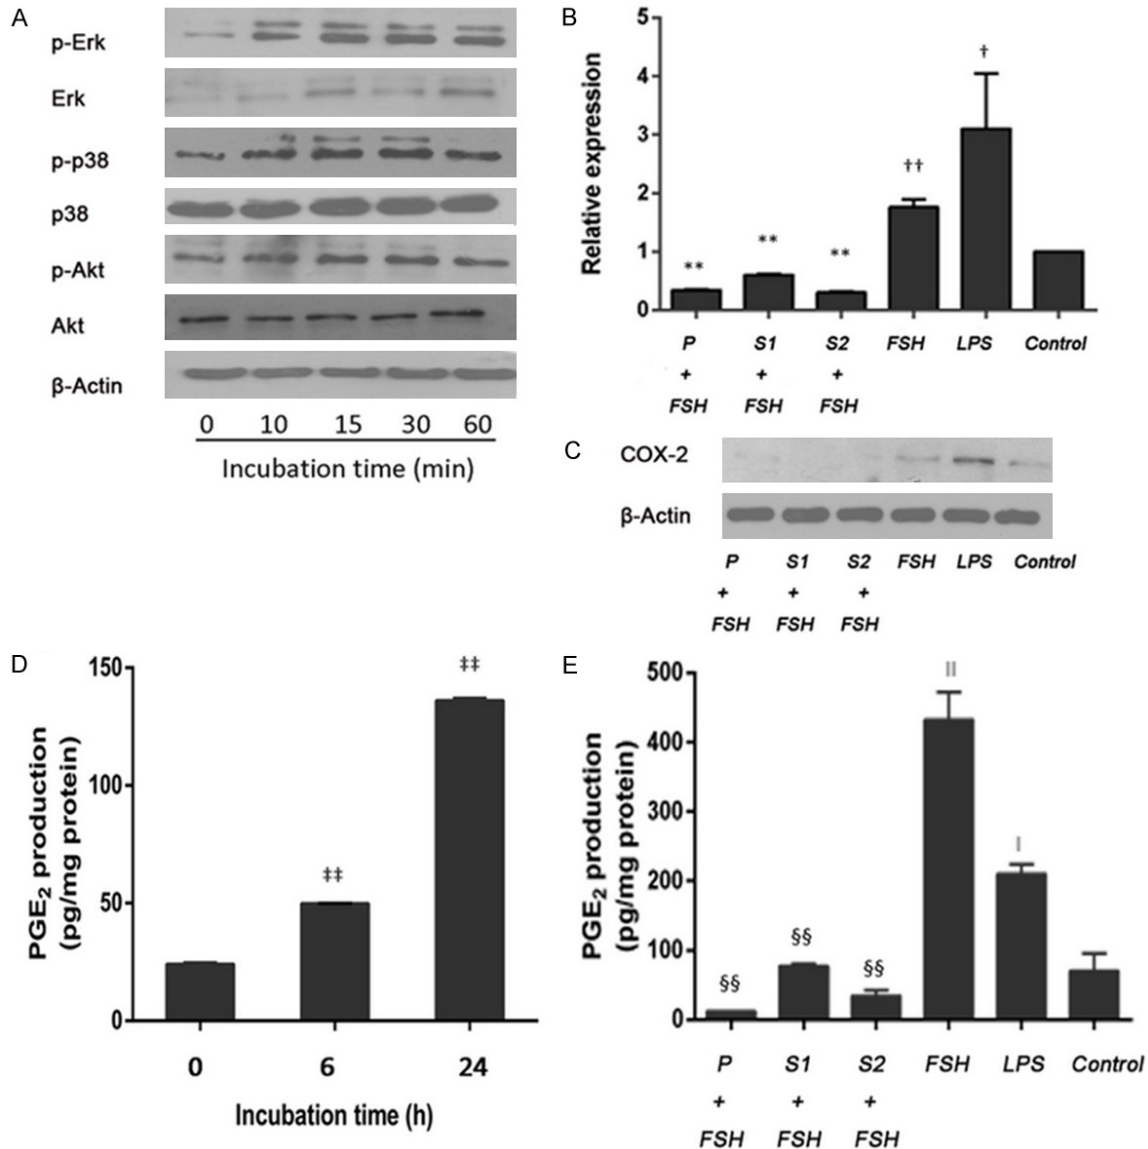 A
p-Erk
Erk
p-p38
p38
p-Akt
Akt
β-Actin
0 10 15 30 60
Incubation time (min)
B
Relative expression
5
4
3
2
1
0
**
**
**
††
†
P S1 S2 FSH LPS Control
+ + +
FSH FSH FSH
C
COX-2
β-Actin
P S1 S2 FSH LPS Control
+ + +
FSH FSH FSH
D
PGE2 production
(pg/mg protein)
150
100
50
0
‡‡
‡‡
0 6 24
Incubation time (h)
E
PGE2 production
(pg/mg protein)
500
400
300
200
100
0
§§
§§
§§
||
|
P S1 S2 FSH LPS Control
+ + +
FSH FSH FSH